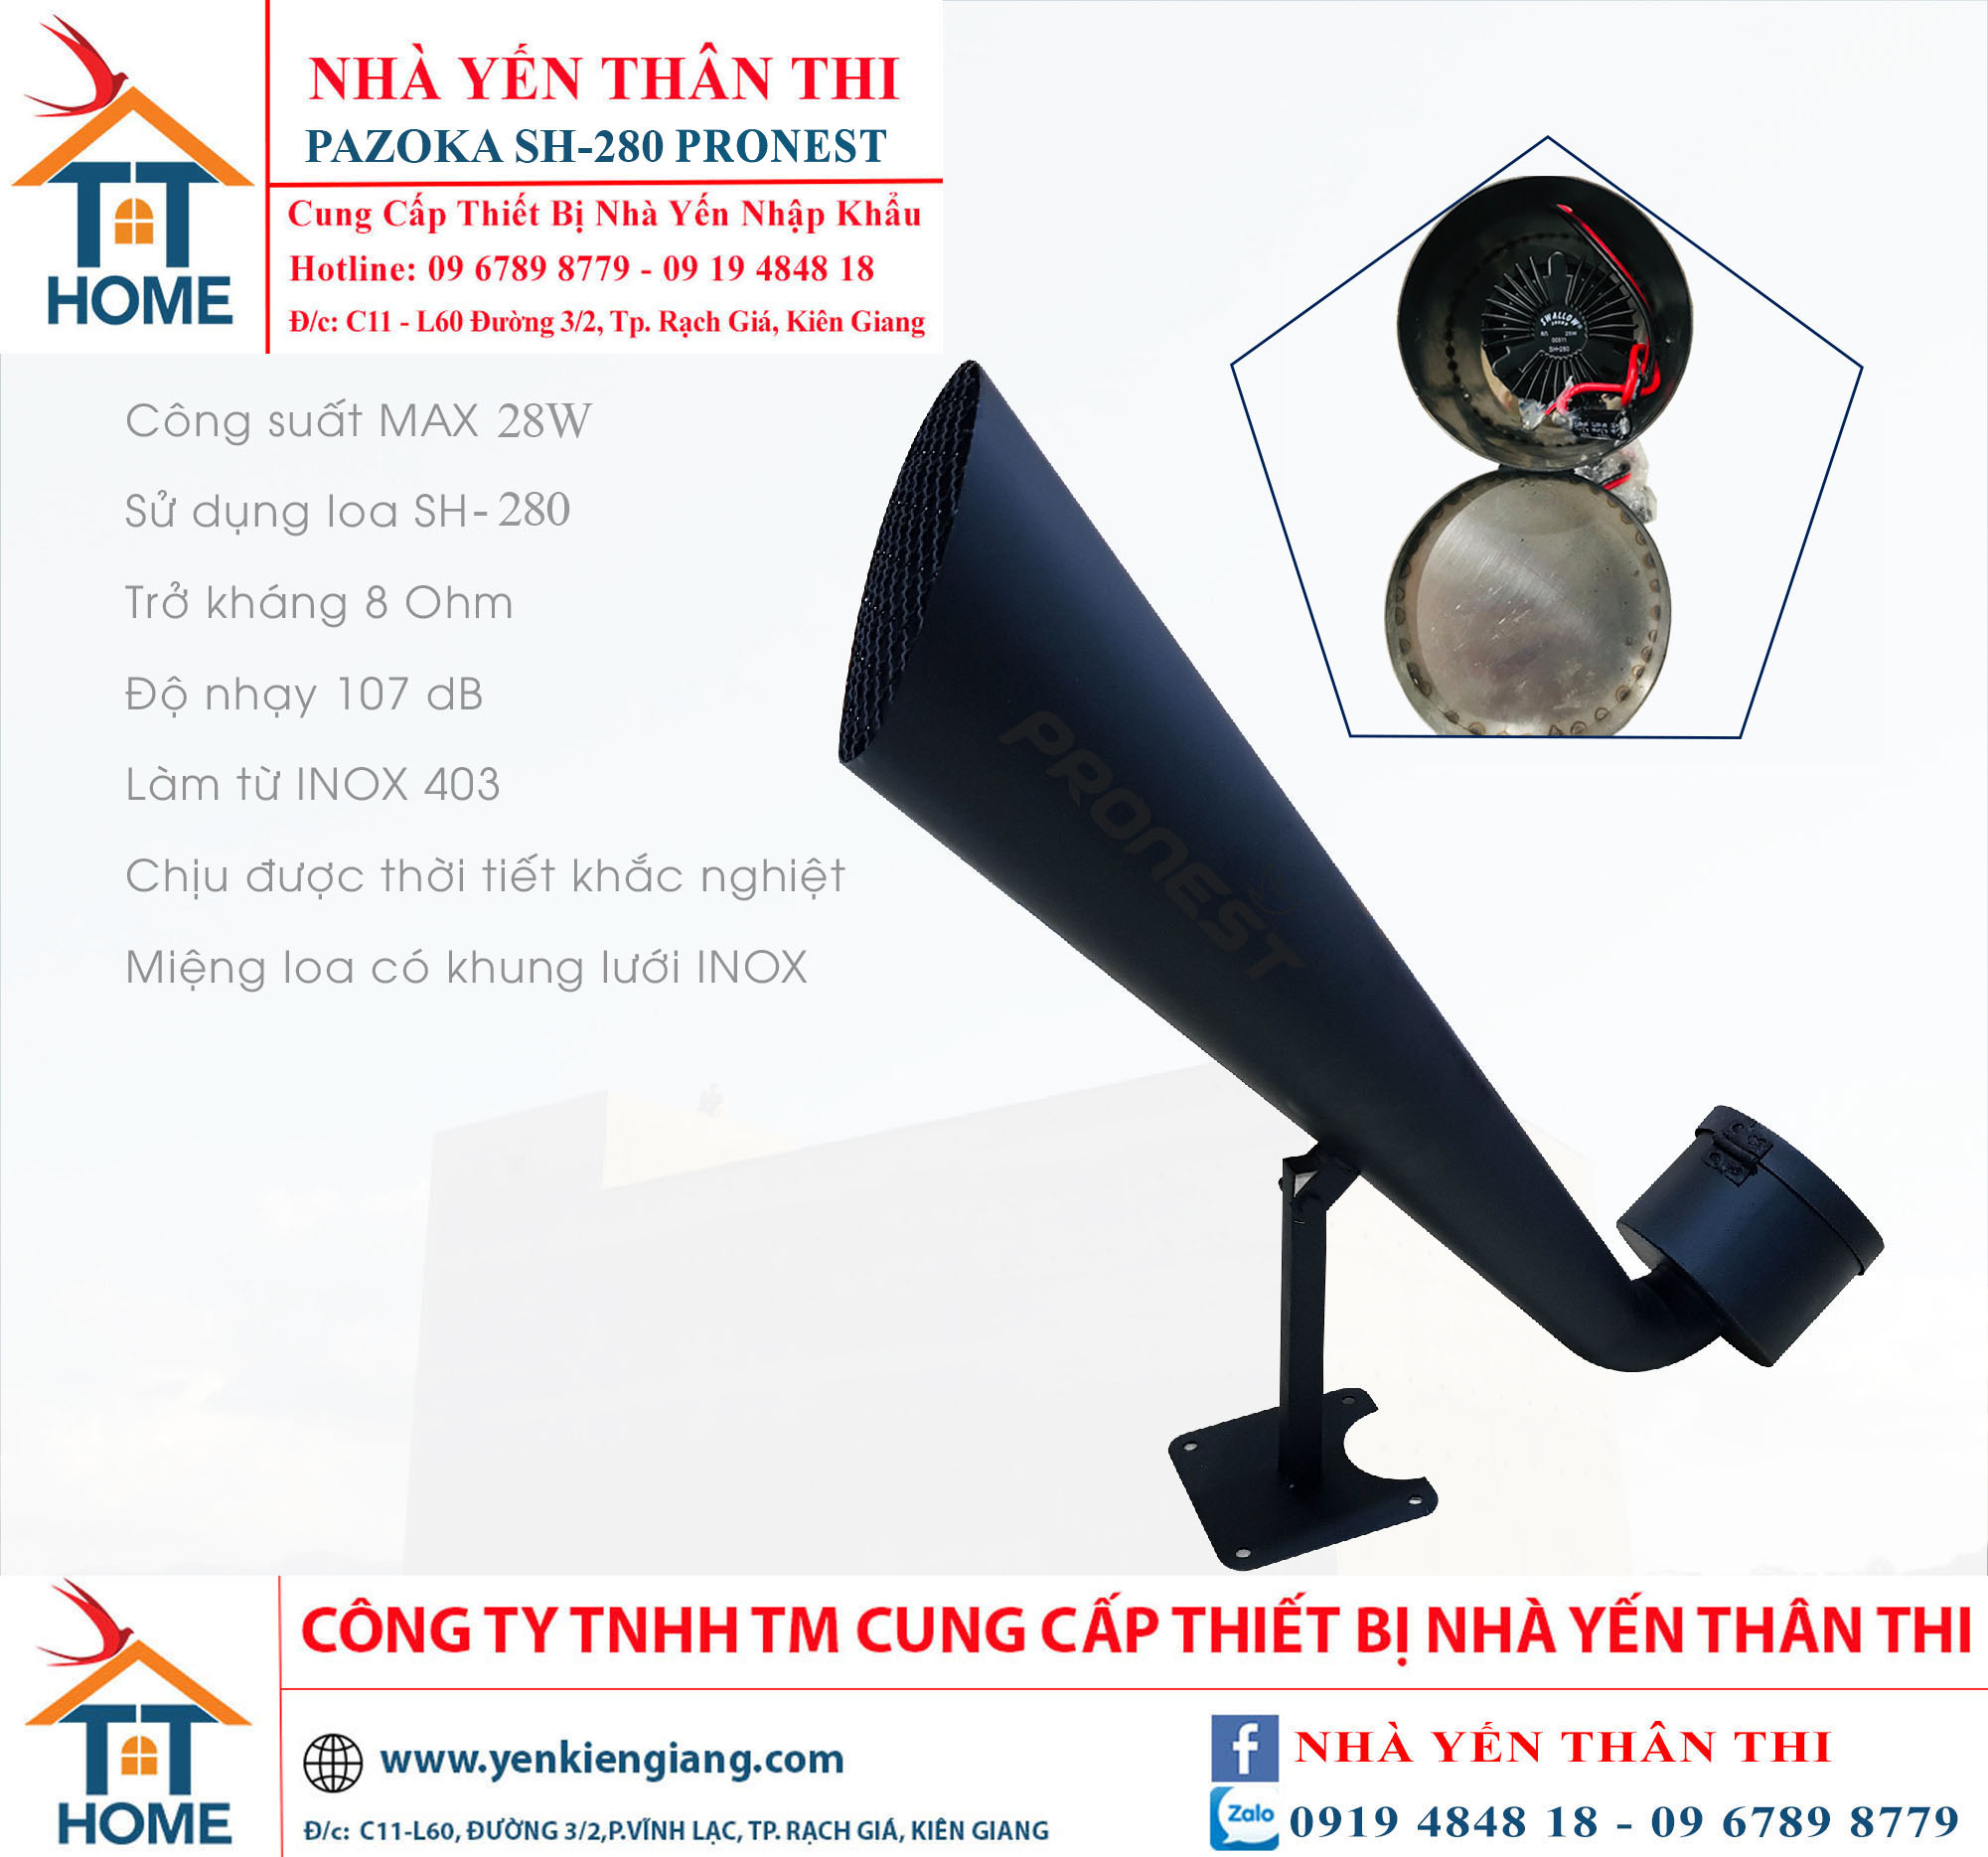 TT
HOME
NHÀ YẾN THÂN THI
PAZOKA SH-280 PRONEST
Cung Cấp Thiết Bị Nhà Yến Nhập Khẩu
Hotline: 09 6789 8779 - 09 19 4848 18
Đ/c: C11 - L60 Đường 3/2, Tp. Rạch Giá, Kiên Giang
Công suất MAX 28W
Sử dụng loa SH-280
Trở kháng 8 Ohm
Độ nhạy 107 dB
Làm từ INOX 403
Chịu được thời tiết khắc nghiệt
Miệng loa có khung lưới INOX
SWALLOW
SH-280
PRONEST
TT
HOME
CÔNG TY TNHH TM CUNG CẤP THIẾT BỊ NHÀ YẾN THÂN THI
www.yenkiengiang.com
Đ/c: C11-L60, ĐƯỜNG 3/2,P.VĨNH LẠC, TP. RẠCH GIÁ, KIÊN GIANG
f NHÀ YẾN THÂN THI
Zalo 0919 4848 18 - 09 6789 8779